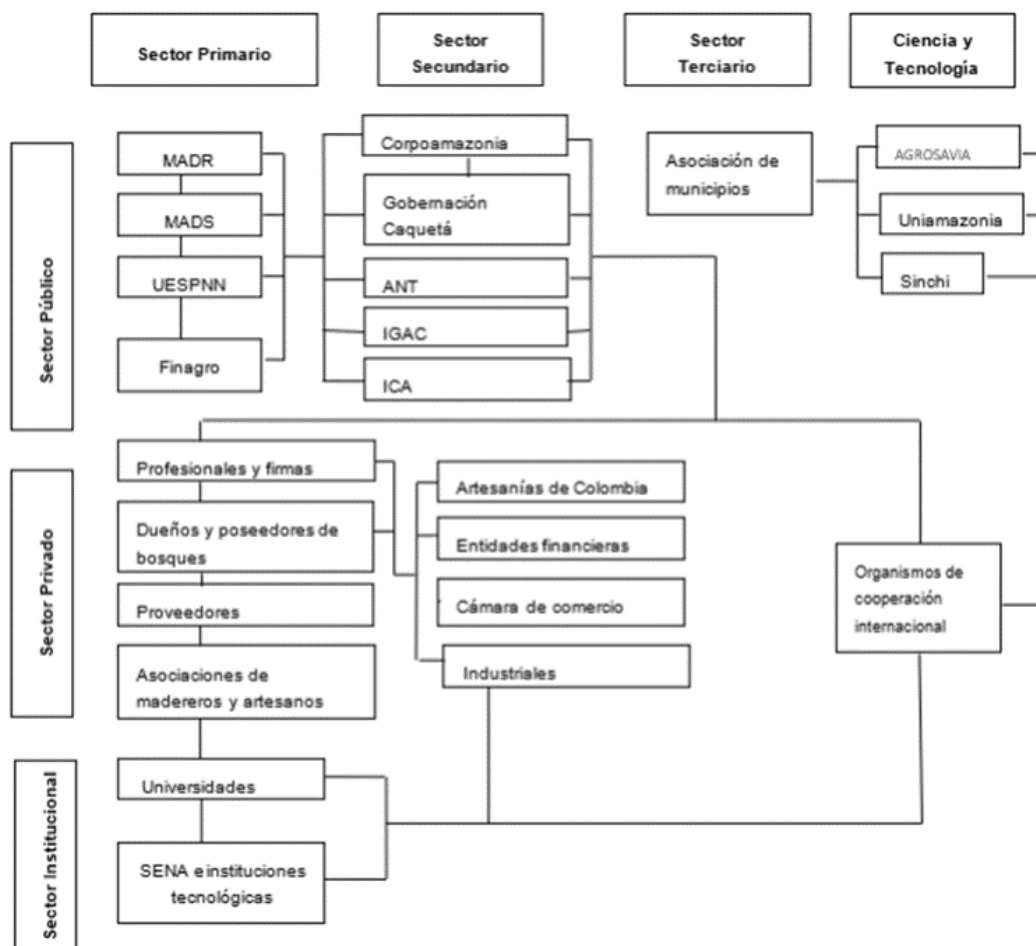 Sector Primario
Sector
Secundario
Sector
Terciario
Ciencia y
Tecnología
Sector Público
MADR
MADS
UESPNN
Finagro
Corpoamazonia
Gobernación
Caquetá
ANT
IGAC
ICA
Asociación de
municipios
AGROSAVIA
Uniamazonia
Sinchi
Sector Privado
Profesionales y firmas
Dueños y poseedores de
bosques
Proveedores
Asociaciones de
madereros y artesanos
Artesanías de Colombia
Entidades financieras
Cámara de comercio
Industriales
Organismos de
cooperación
internacional
Sector Institucional
Universidades
SENA e instituciones
tecnológicas